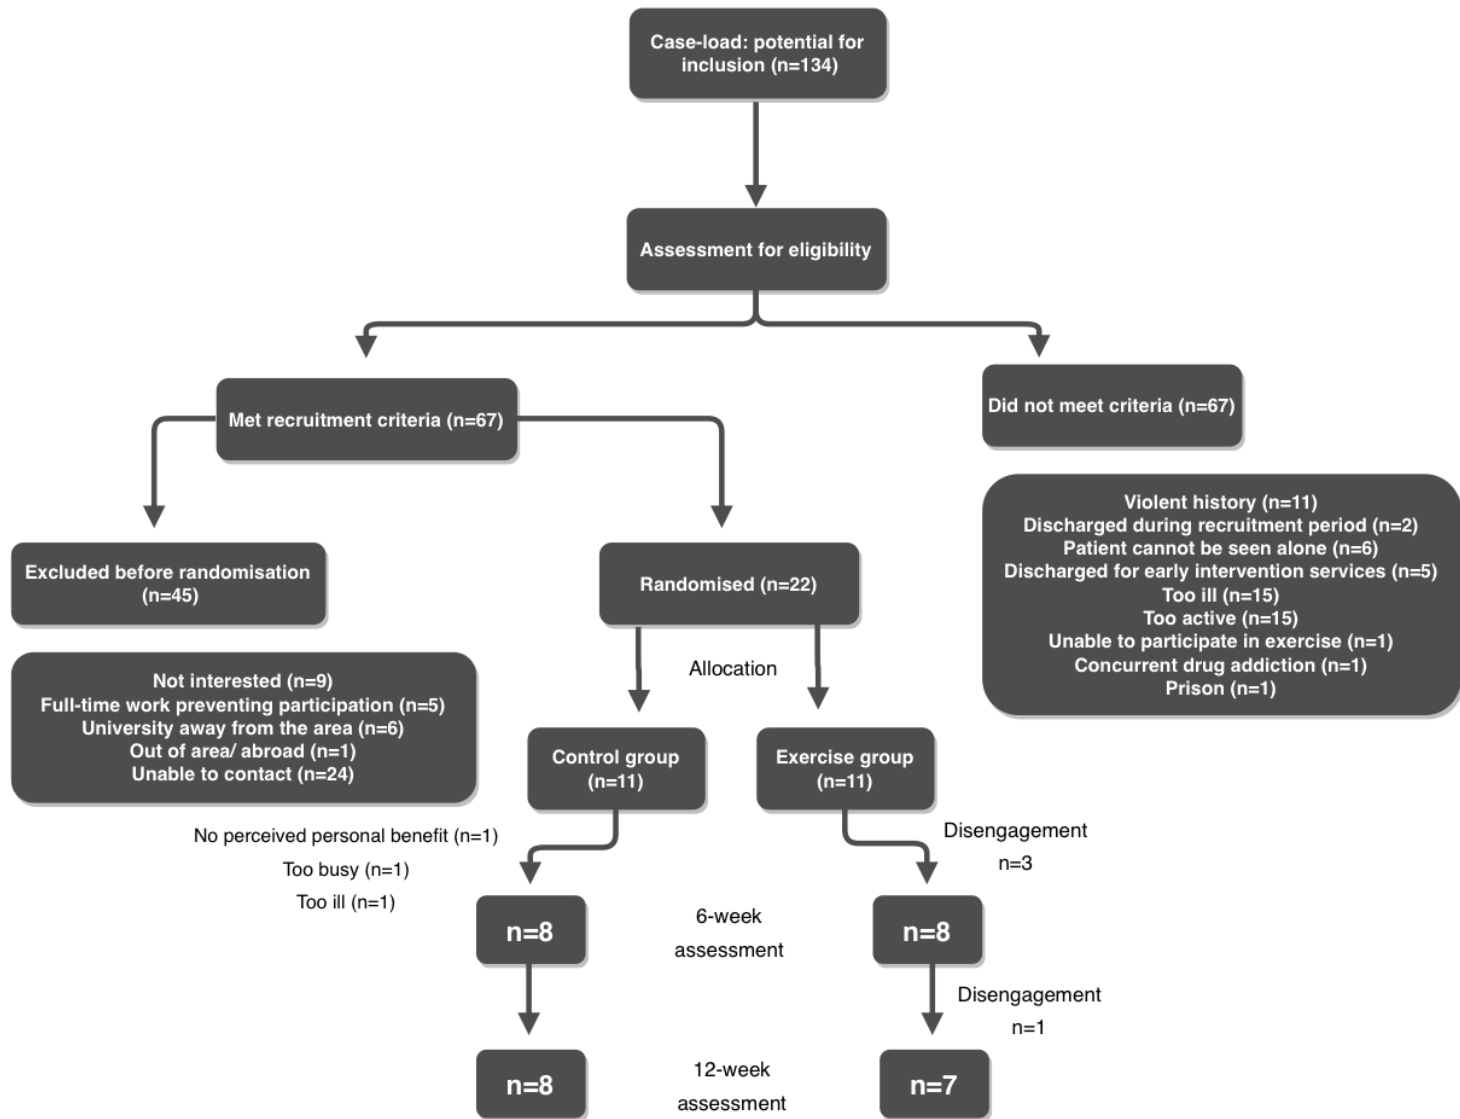 Case-load: potential for
inclusion (n=134)
Assessment for eligibility
Met recruitment criteria (n=67)
Did not meet criteria (n=67)
Violent history (n=11)
Discharged during recruitment period (n=2)
Patient cannot be seen alone (n=6)
Discharged for early intervention services (n=5)
Too ill (n=15)
Too active (n=15)
Unable to participate in exercise (n=1)
Concurrent drug addiction (n=1)
Prison (n=1)
Excluded before randomisation
(n=45)
Randomised (n=22)
Not interested (n=9)
Full-time work preventing participation (n=5)
University away from the area (n=6)
Out of area/ abroad (n=1)
Unable to contact (n=24)
Allocation
Control group
(n=11)
Exercise group
(n=11)
No perceived personal benefit (n=1)
Too busy (n=1)
Too ill (n=1)
Disengagement
n=3
n=8
6-week
assessment
n=8
Disengagement
n=1
n=8
12-week
assessment
n=7